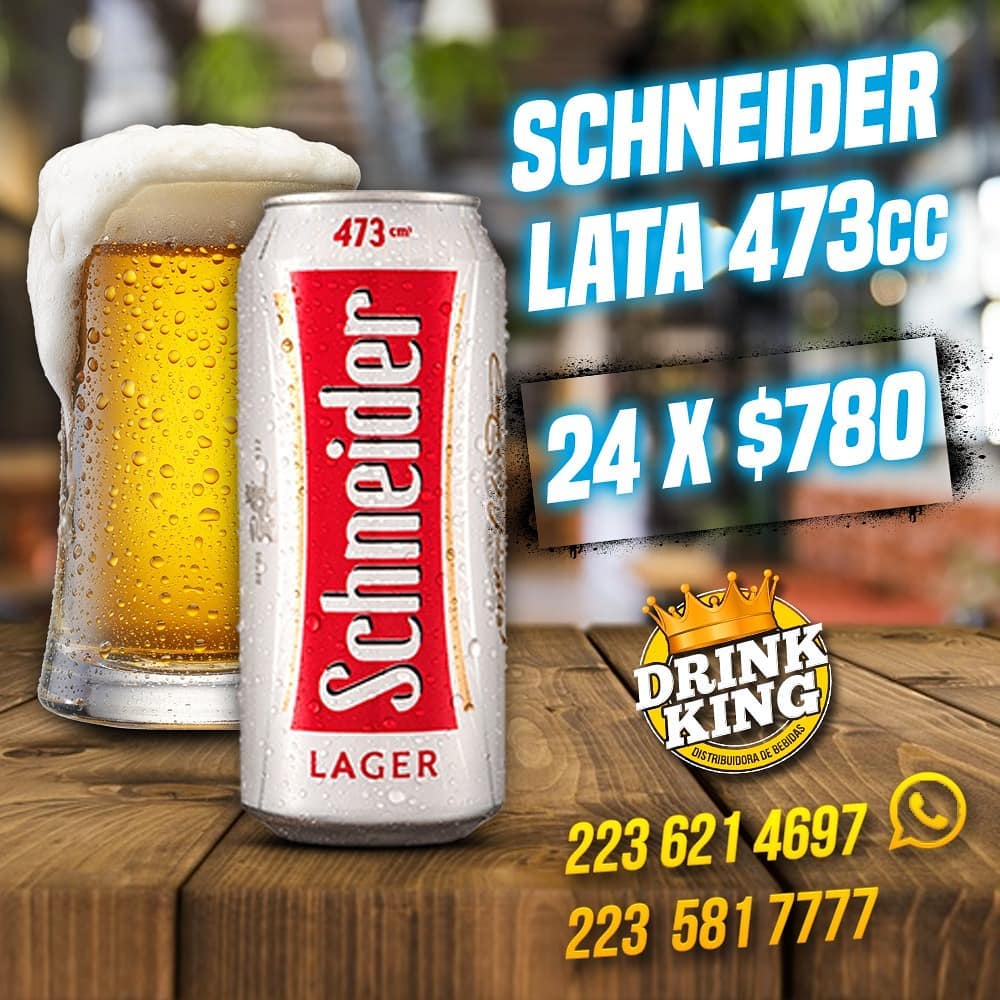 SCHNEIDER
LATA 473cc
24 X $780
473 cm³
Schneider
LAGER
DRINK
KING
DISTRIBUIDORA DE BEBIDAS
223 621 4697
223 581 7777